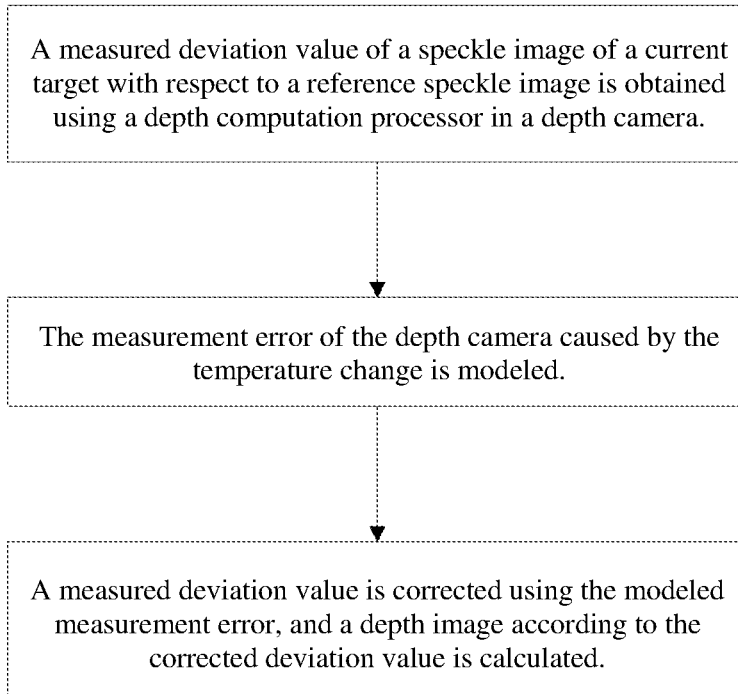 A measured deviation value of a speckle image of a current
target with respect to a reference speckle image is obtained
using a depth computation processor in a depth camera.
The measurement error of the depth camera caused by the
temperature change is modeled.
A measured deviation value is corrected using the modeled
measurement error, and a depth image according to the
corrected deviation value is calculated.